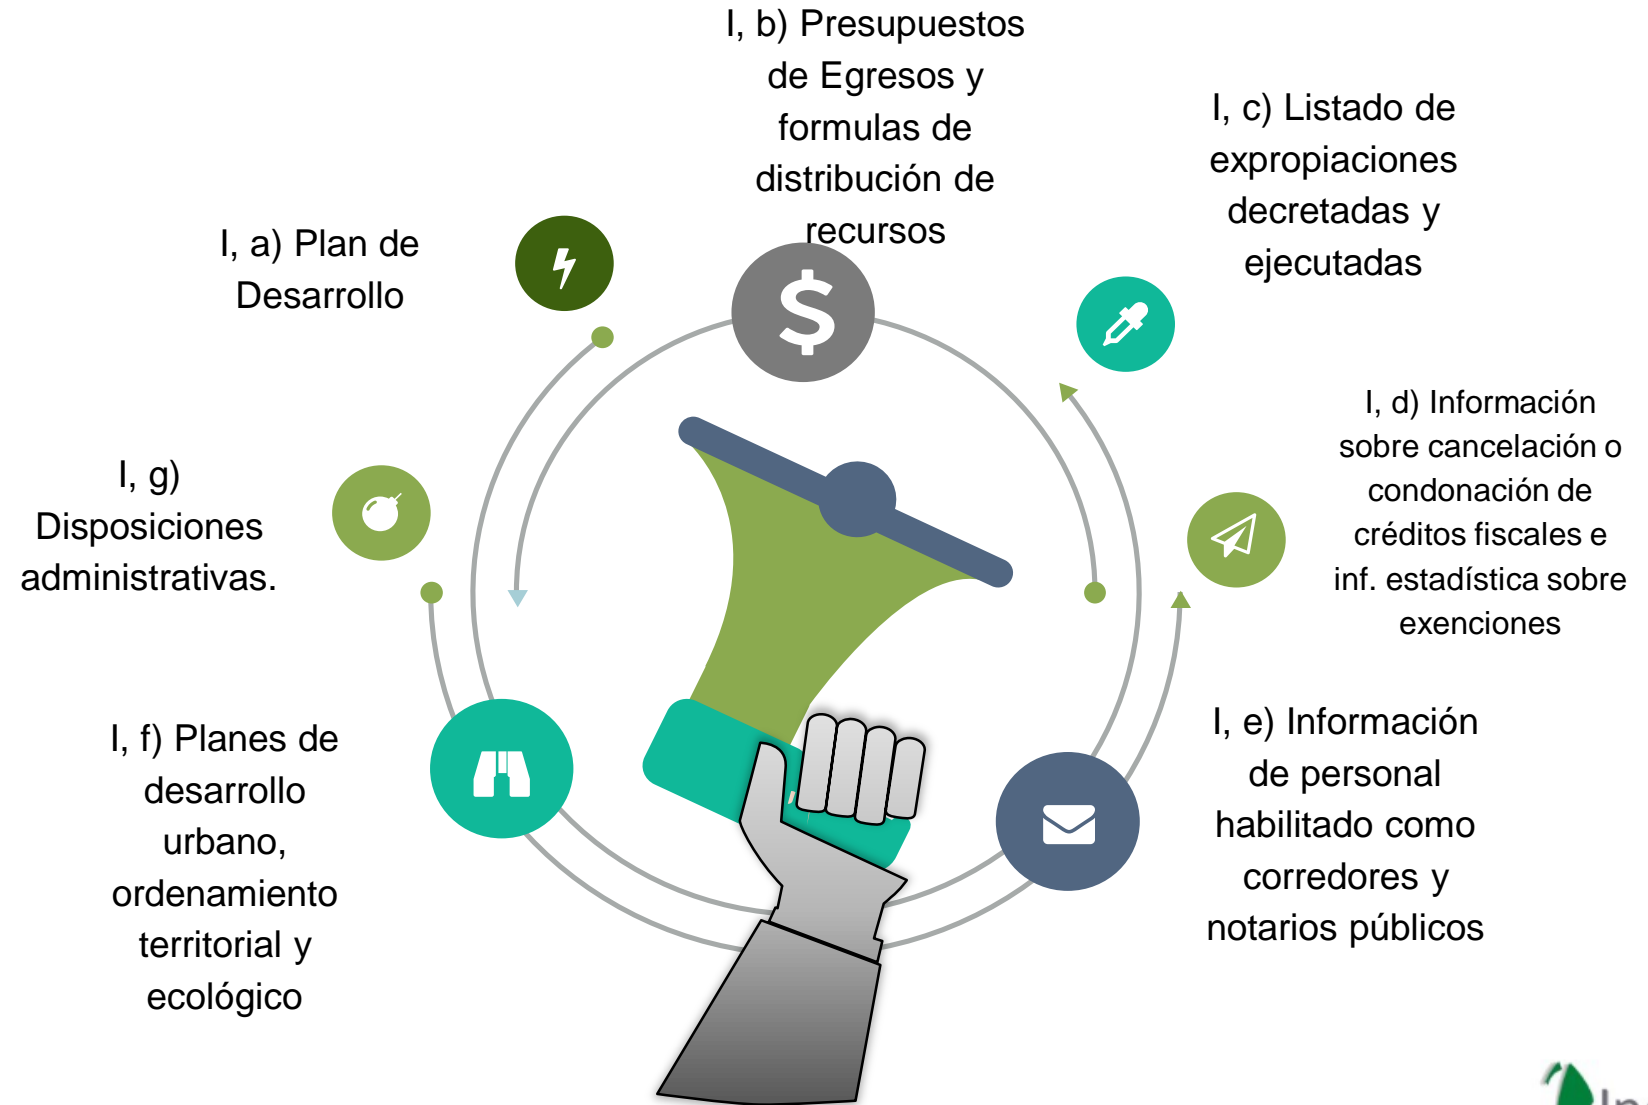 I, b) Presupuestos
de Egresos y
formulas de
distribución de
recursos
I, c) Listado de
expropiaciones
decretadas y
ejecutadas
I, a) Plan de
Desarrollo
I, d) Información
sobre cancelación o
condonación de
créditos fiscales e
inf. estadística sobre
exenciones
I, g)
Disposiciones
administrativas.
I, e) Información
de personal
habilitado como
corredores y
notarios públicos
I, f) Planes de
desarrollo
urbano,
ordenamiento
territorial y
ecológico